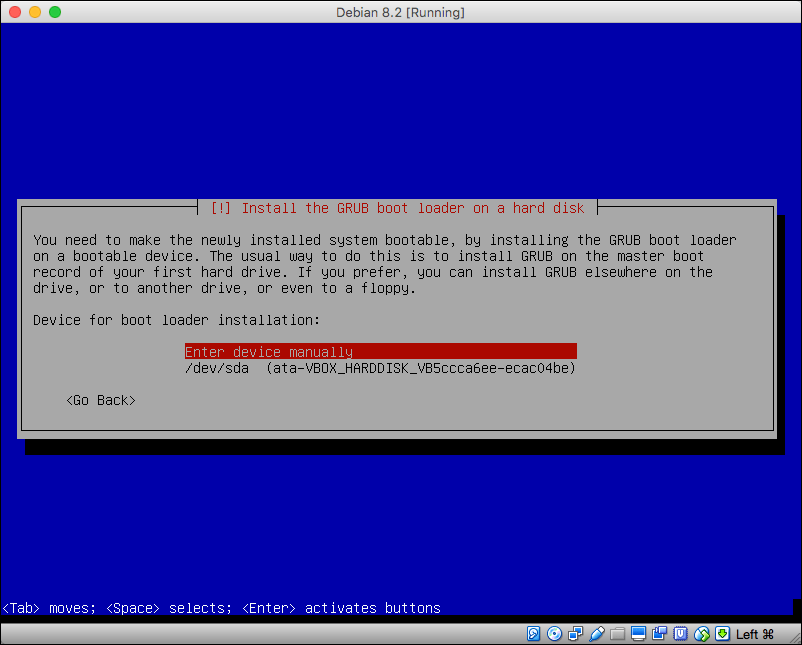 Debian 8.2 [Running]
[!] Install the GRUB boot loader on a hard disk
You need to make the newly installed system bootable, by installing the GRUB boot loader
on a bootable device. The usual way to do this is to install GRUB on the master boot
record of your first hard drive. If you prefer, you can install GRUB elsewhere on the
drive, or to another drive, or even to a floppy.
Device for boot loader installation:
Enter device manually
/dev/sda  (ata-VBOX_HARDDISK_VB5ccca6ee-ecac04be)
<Go Back>
<Tab> moves; <Space> selects; <Enter> activates buttons
Left ⌘